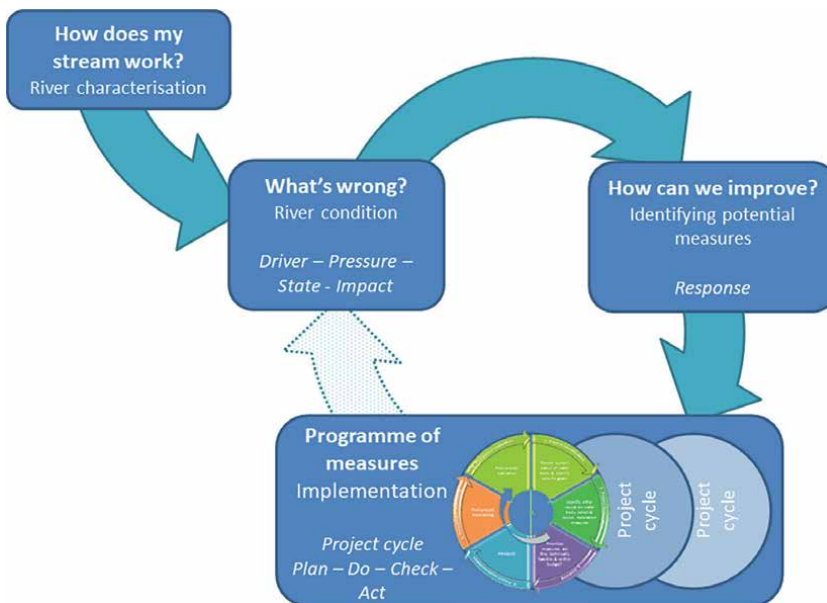 How does my
stream work?
River characterisation
What's wrong?
River condition
Driver – Pressure –
State - Impact
How can we improve?
Identifying potential
measures
Response
Programme of
measures
Implementation
Project cycle
Plan – Do – Check –
Act
Project
cycle
Project
cycle